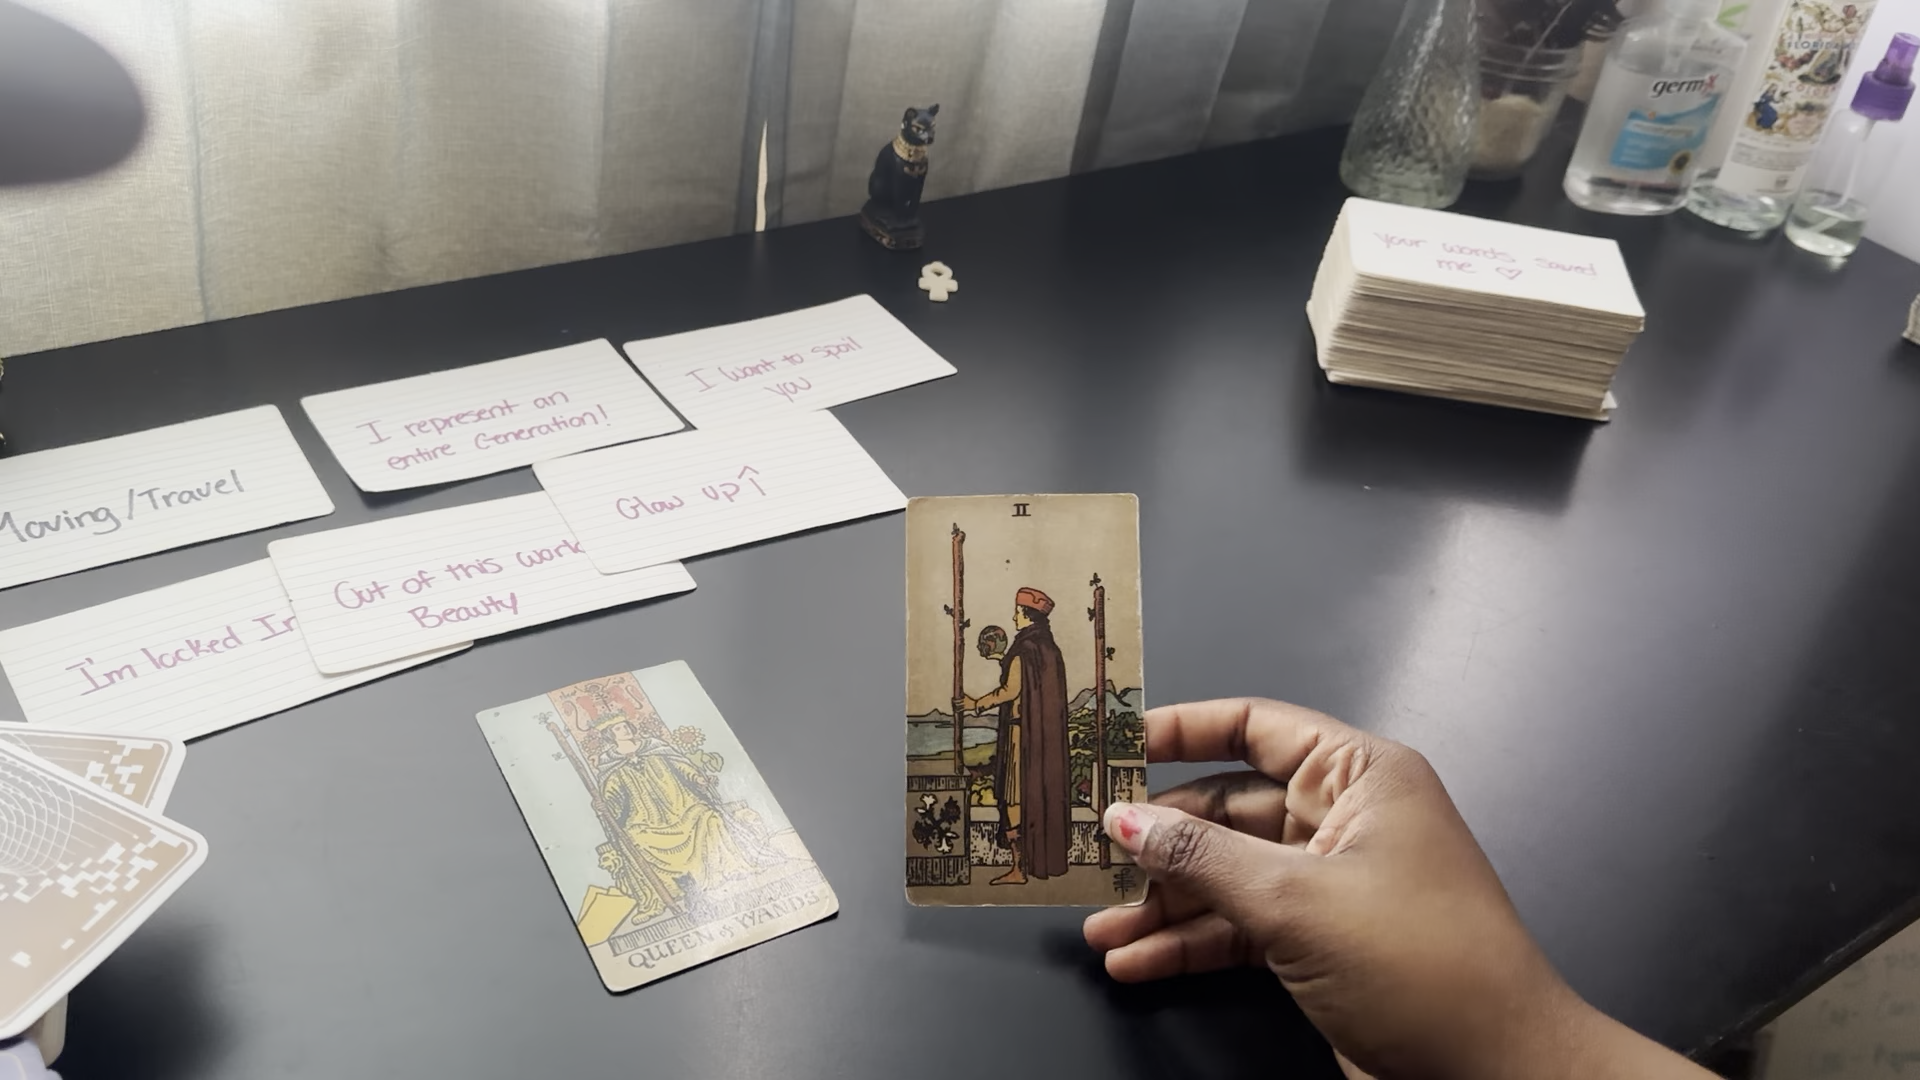 Moving/Travel
I represent an
entire Generation!
I want to spoil
you
Glow up↑
Out of this world
Beauty
I'm locked In
your words saved
me ♡
II
QUEEN of WANDS
germ
FLORIDA